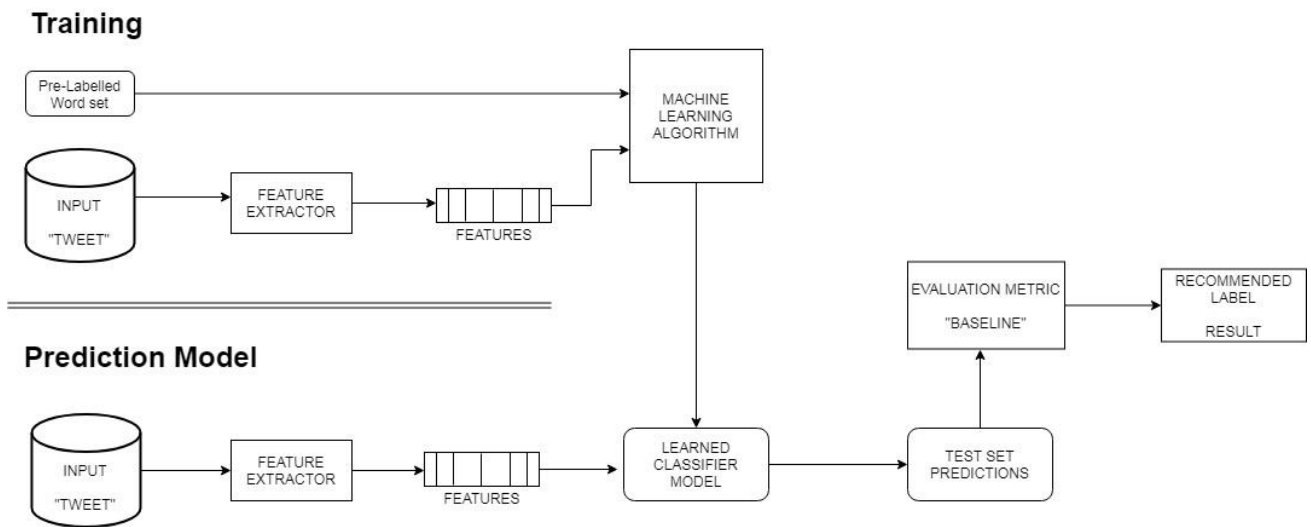 Training
Pre-Labelled
Word set
MACHINE
LEARNING
ALGORITHM
INPUT
"TWEET"
FEATURE
EXTRACTOR
FEATURES
EVALUATION METRIC
"BASELINE"
RECOMMENDED
LABEL
RESULT
Prediction Model
INPUT
"TWEET"
FEATURE
EXTRACTOR
FEATURES
LEARNED
CLASSIFIER
MODEL
TEST SET
PREDICTIONS